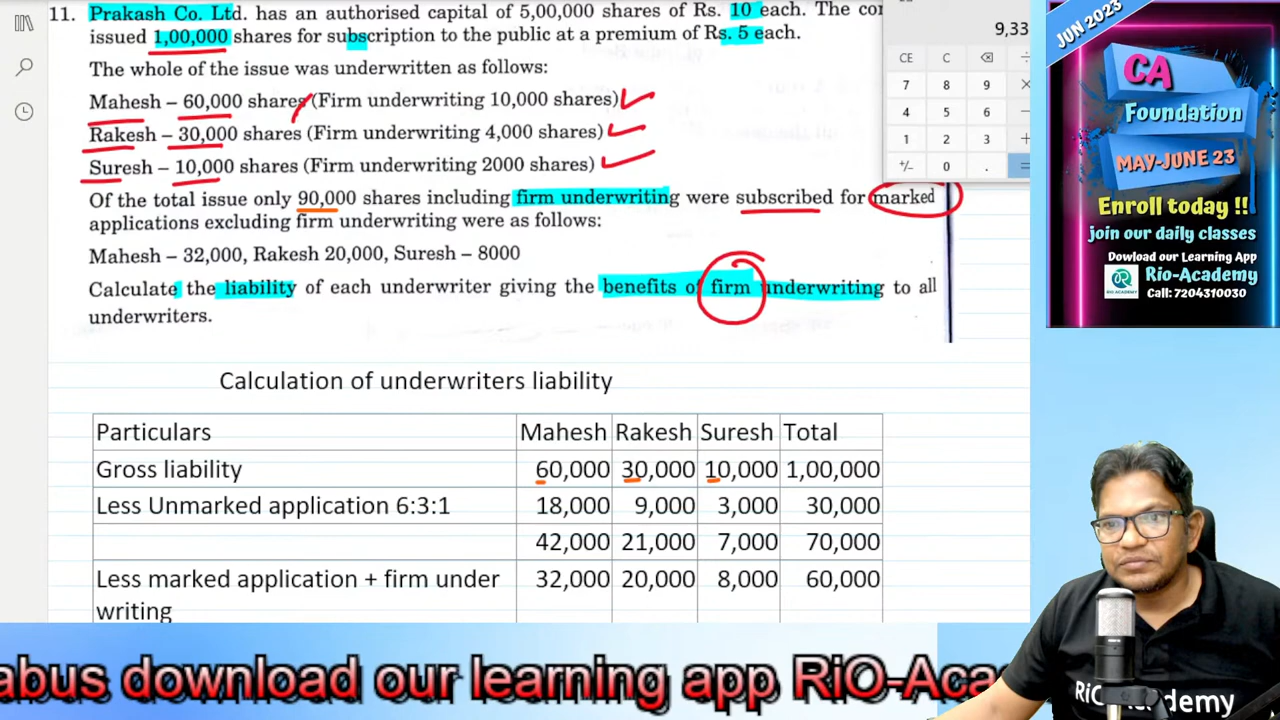 11. Prakash Co. Ltd. has an authorised capital of 5,00,000 shares of Rs. 10 each. The
issued 1,00,000 shares for subscription to the public at a premium of Rs. 5 each.
The whole of the issue was underwritten as follows:
Mahesh – 60,000 shares (Firm underwriting 10,000 shares)
Rakesh – 30,000 shares (Firm underwriting 4,000 shares)
Suresh – 10,000 shares (Firm underwriting 2000 shares)
Of the total issue only 90,000 shares including firm underwriting were subscribed for marked
applications excluding firm underwriting were as follows:
Mahesh – 32,000, Rakesh 20,000, Suresh – 8000
Calculate the liability of each underwriter giving the benefits of firm underwriting to all
underwriters.
Calculation of underwriters liability
Particulars Mahesh Rakesh Suresh Total
Gross liability 60,000 30,000 10,000 1,00,000
Less Unmarked application 6:3:1 18,000 9,000 3,000 30,000
42,000 21,000 7,000 70,000
Less marked application + firm under 32,000 20,000 8,000 60,000
writing
9,33
CE C ⌫ ÷
7 8 9 ×
4 5 6 −
1 2 3 +
+/− 0 . =
JUN 2023
CA
Foundation
MAY-JUNE 23
Enroll today !!
join our daily classes
Dowload our Learning App
RIO ACADEMY
Rio-Academy
Call: 7204310030
abus download our learning app RiO-Aca
RiO
demy